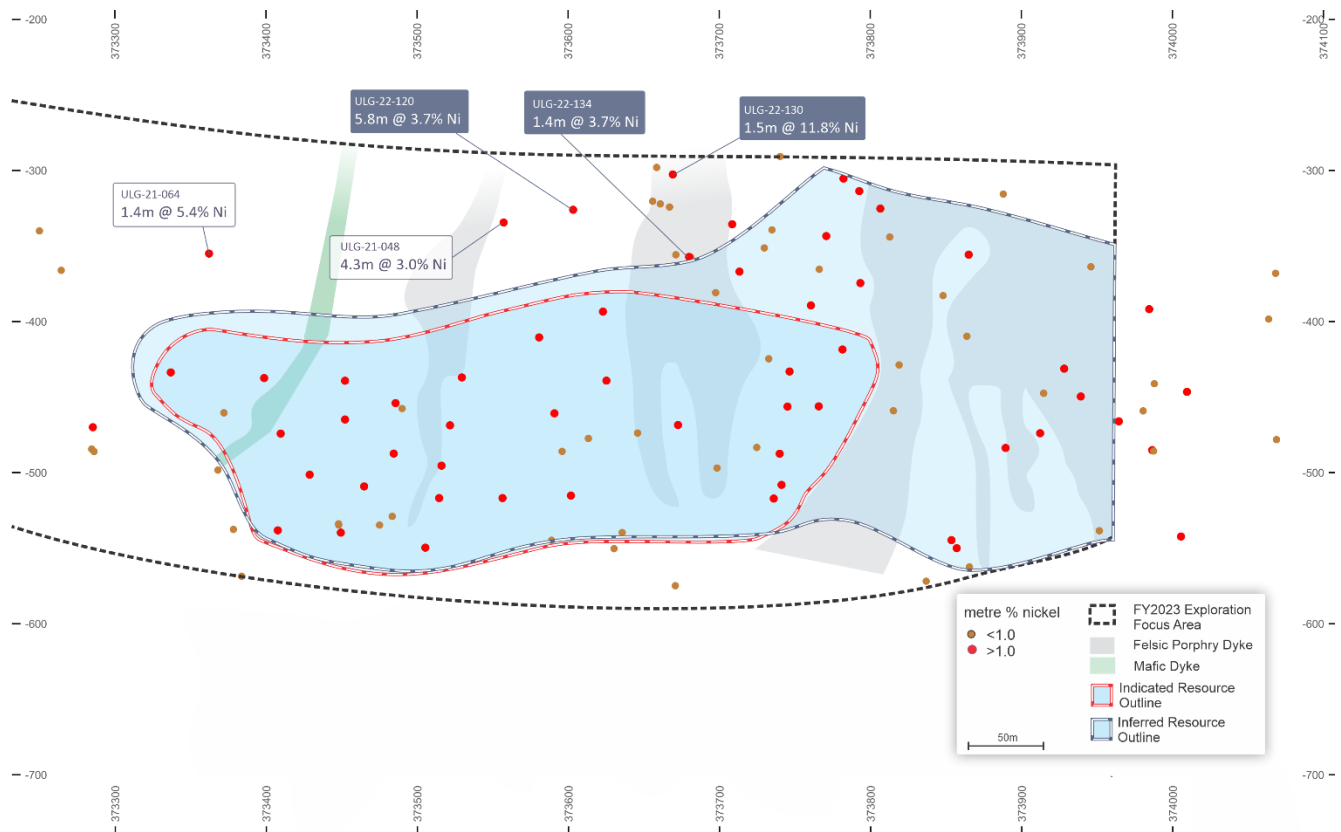 373300
373400
373500
373600
373700
373800
373900
374000
374100
-200
-200
ULG-22-120
5.8m @ 3.7% Ni
ULG-22-134
1.4m @ 3.7% Ni
ULG-22-130
1.5m @ 11.8% Ni
-300
-300
ULG-21-064
1.4m @ 5.4% Ni
ULG-21-048
4.3m @ 3.0% Ni
-400
-400
-500
-500
-600
-600
metre % nickel
<1.0
>1.0
50m
FY2023 Exploration
Focus Area
Felsic Porphry Dyke
Mafic Dyke
Indicated Resource
Outline
Inferred Resource
Outline
-700
-700
373300
373400
373500
373600
373700
373800
373900
374000